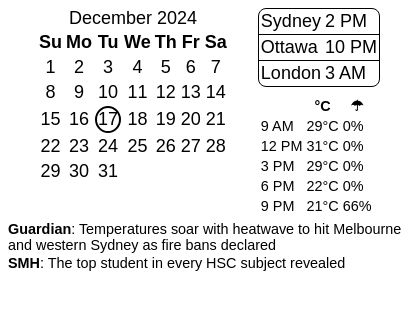 December 2024
Su Mo Tu We Th Fr Sa
1 2 3 4 5 6 7
8 9 10 11 12 13 14
15 16 17 18 19 20 21
22 23 24 25 26 27 28
29 30 31
Sydney 2 PM
Ottawa 10 PM
London 3 AM
°C ☂
9 AM 29°C 0%
12 PM 31°C 0%
3 PM 29°C 0%
6 PM 22°C 0%
9 PM 21°C 66%
Guardian: Temperatures soar with heatwave to hit Melbourne
and western Sydney as fire bans declared
SMH: The top student in every HSC subject revealed